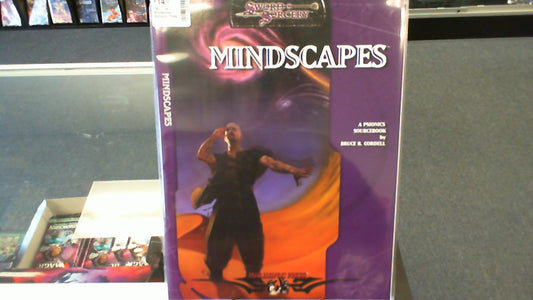 SWORD &
SORCERY
MINDSCAPES
MINDSCAPES
A PSIONICS
SOURCEBOOK
by
BRUCE R. CORDELL